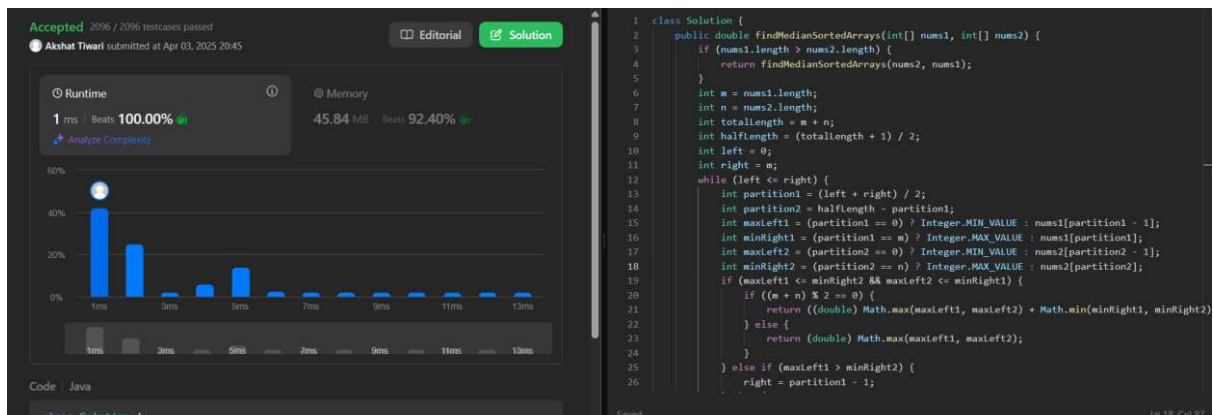 Accepted 2096 / 2096 testcases passed
Akshat Tiwari submitted at Apr 03, 2025 20:45
Editorial
Solution
Runtime
1 ms | Beats 100.00%
Analyze Complexity
Memory
45.84 MB Beats 92.40%
60%
40%
20%
0%
1ms 3ms 5ms 7ms 9ms 11ms 13ms
1ms 3ms 5ms 7ms 9ms 11ms 13ms
Code | Java
class Solution {
1 class Solution {
2 public double findMedianSortedArrays(int[] nums1, int[] nums2) {
3 if (nums1.length > nums2.length) {
4 return findMedianSortedArrays(nums2, nums1);
5 }
6 int m = nums1.length;
7 int n = nums2.length;
8 int totalLength = m + n;
9 int halfLength = (totalLength + 1) / 2;
10 int left = 0;
11 int right = m;
12 while (left <= right) {
13 int partition1 = (left + right) / 2;
14 int partition2 = halfLength - partition1;
15 int maxLeft1 = (partition1 == 0) ? Integer.MIN_VALUE : nums1[partition1 - 1];
16 int minRight1 = (partition1 == m) ? Integer.MAX_VALUE : nums1[partition1];
17 int maxLeft2 = (partition2 == 0) ? Integer.MIN_VALUE : nums2[partition2 - 1];
18 int minRight2 = (partition2 == n) ? Integer.MAX_VALUE : nums2[partition2];
19 if (maxLeft1 <= minRight2 && maxLeft2 <= minRight1) {
20 if ((m + n) % 2 == 0) {
21 return ((double) Math.max(maxLeft1, maxLeft2) + Math.min(minRight1, minRight2)
22 } else {
23 return (double) Math.max(maxLeft1, maxLeft2);
24 }
25 } else if (maxLeft1 > minRight2) {
26 right = partition1 - 1;
Saved
Ln 18, Col 87